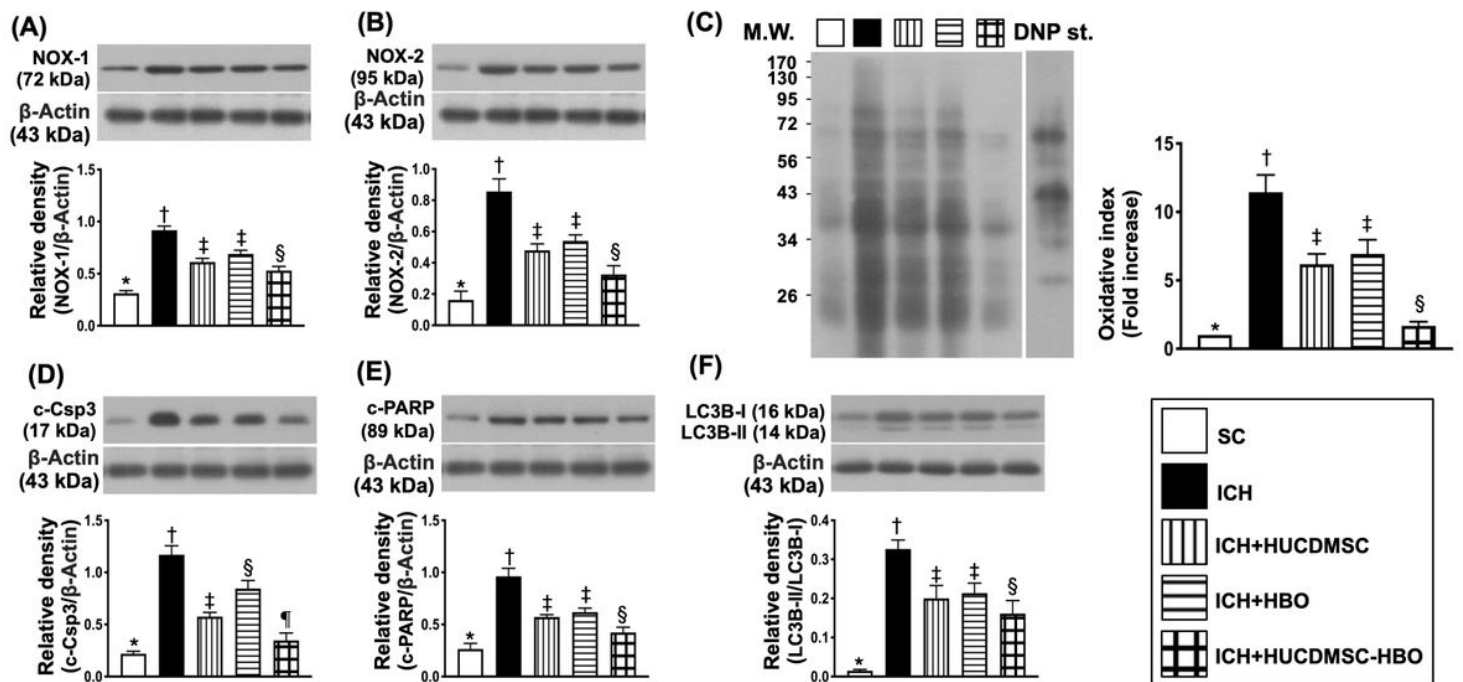 (A)
NOX-1
(72 kDa)
β-Actin
(43 kDa)
Relative density
(NOX-1/β-Actin)
1.5
1.0
0.5
0.0
*
†
‡
‡
§
(B)
NOX-2
(95 kDa)
β-Actin
(43 kDa)
Relative density
(NOX-2/β-Actin)
1.0
0.8
0.6
0.4
0.2
0.0
*
†
‡
‡
§
(C)
M.W.
DNP st.
170
130
95
72
56
43
34
26
Oxidative index
(Fold increase)
15
10
5
0
*
†
‡
‡
§
(D)
c-Csp3
(17 kDa)
β-Actin
(43 kDa)
Relative density
(c-Csp3/β-Actin)
1.5
1.0
0.5
0.0
*
†
‡
§
¶
(E)
c-PARP
(89 kDa)
β-Actin
(43 kDa)
Relative density
(c-PARP/β-Actin)
1.5
1.0
0.5
0.0
*
†
‡
‡
§
(F)
LC3B-I (16 kDa)
LC3B-II (14 kDa)
β-Actin
(43 kDa)
Relative density
(LC3B-II/LC3B-I)
0.4
0.3
0.2
0.1
0.0
*
†
‡
‡
§
SC
ICH
ICH+HUCDMSC
ICH+HBO
ICH+HUCDMSC-HBO